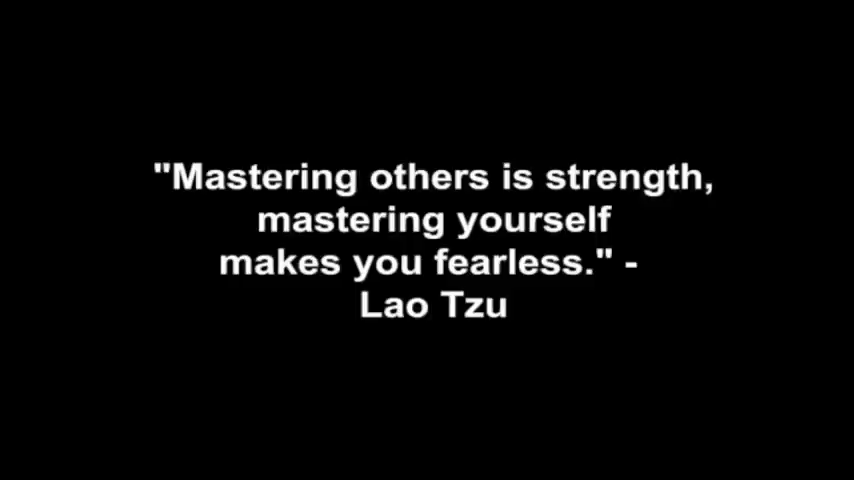 "Mastering others is strength,
mastering yourself
makes you fearless." -
Lao Tzu